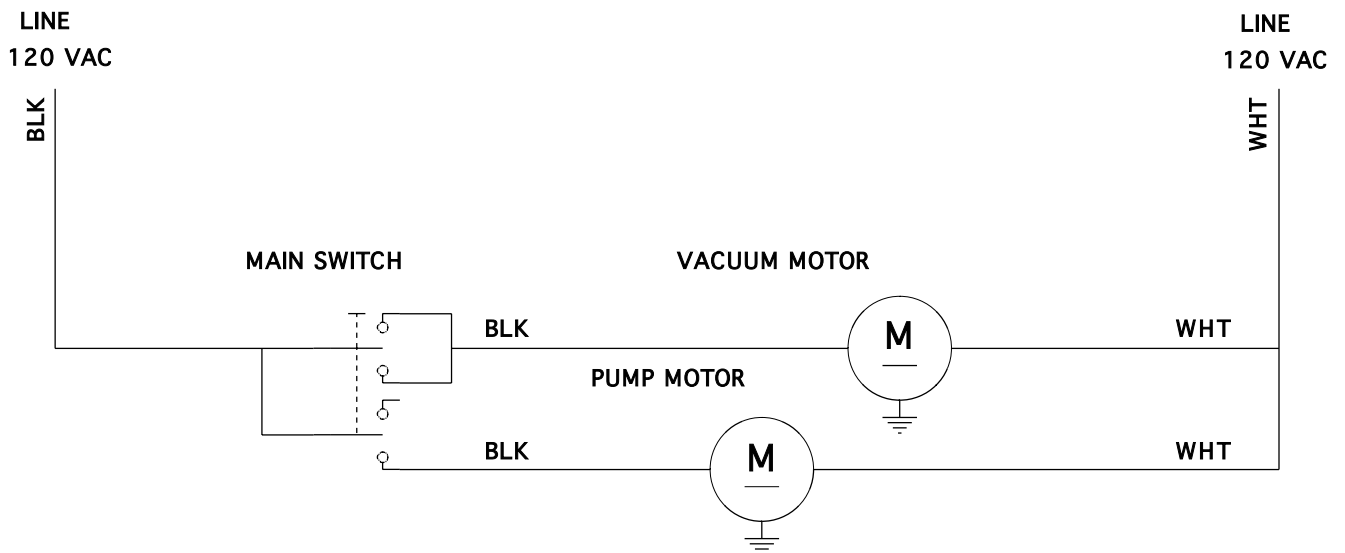 LINE
120 VAC
LINE
120 VAC
BLK
WHT
MAIN SWITCH
VACUUM MOTOR
BLK
M
WHT
PUMP MOTOR
BLK
M
WHT